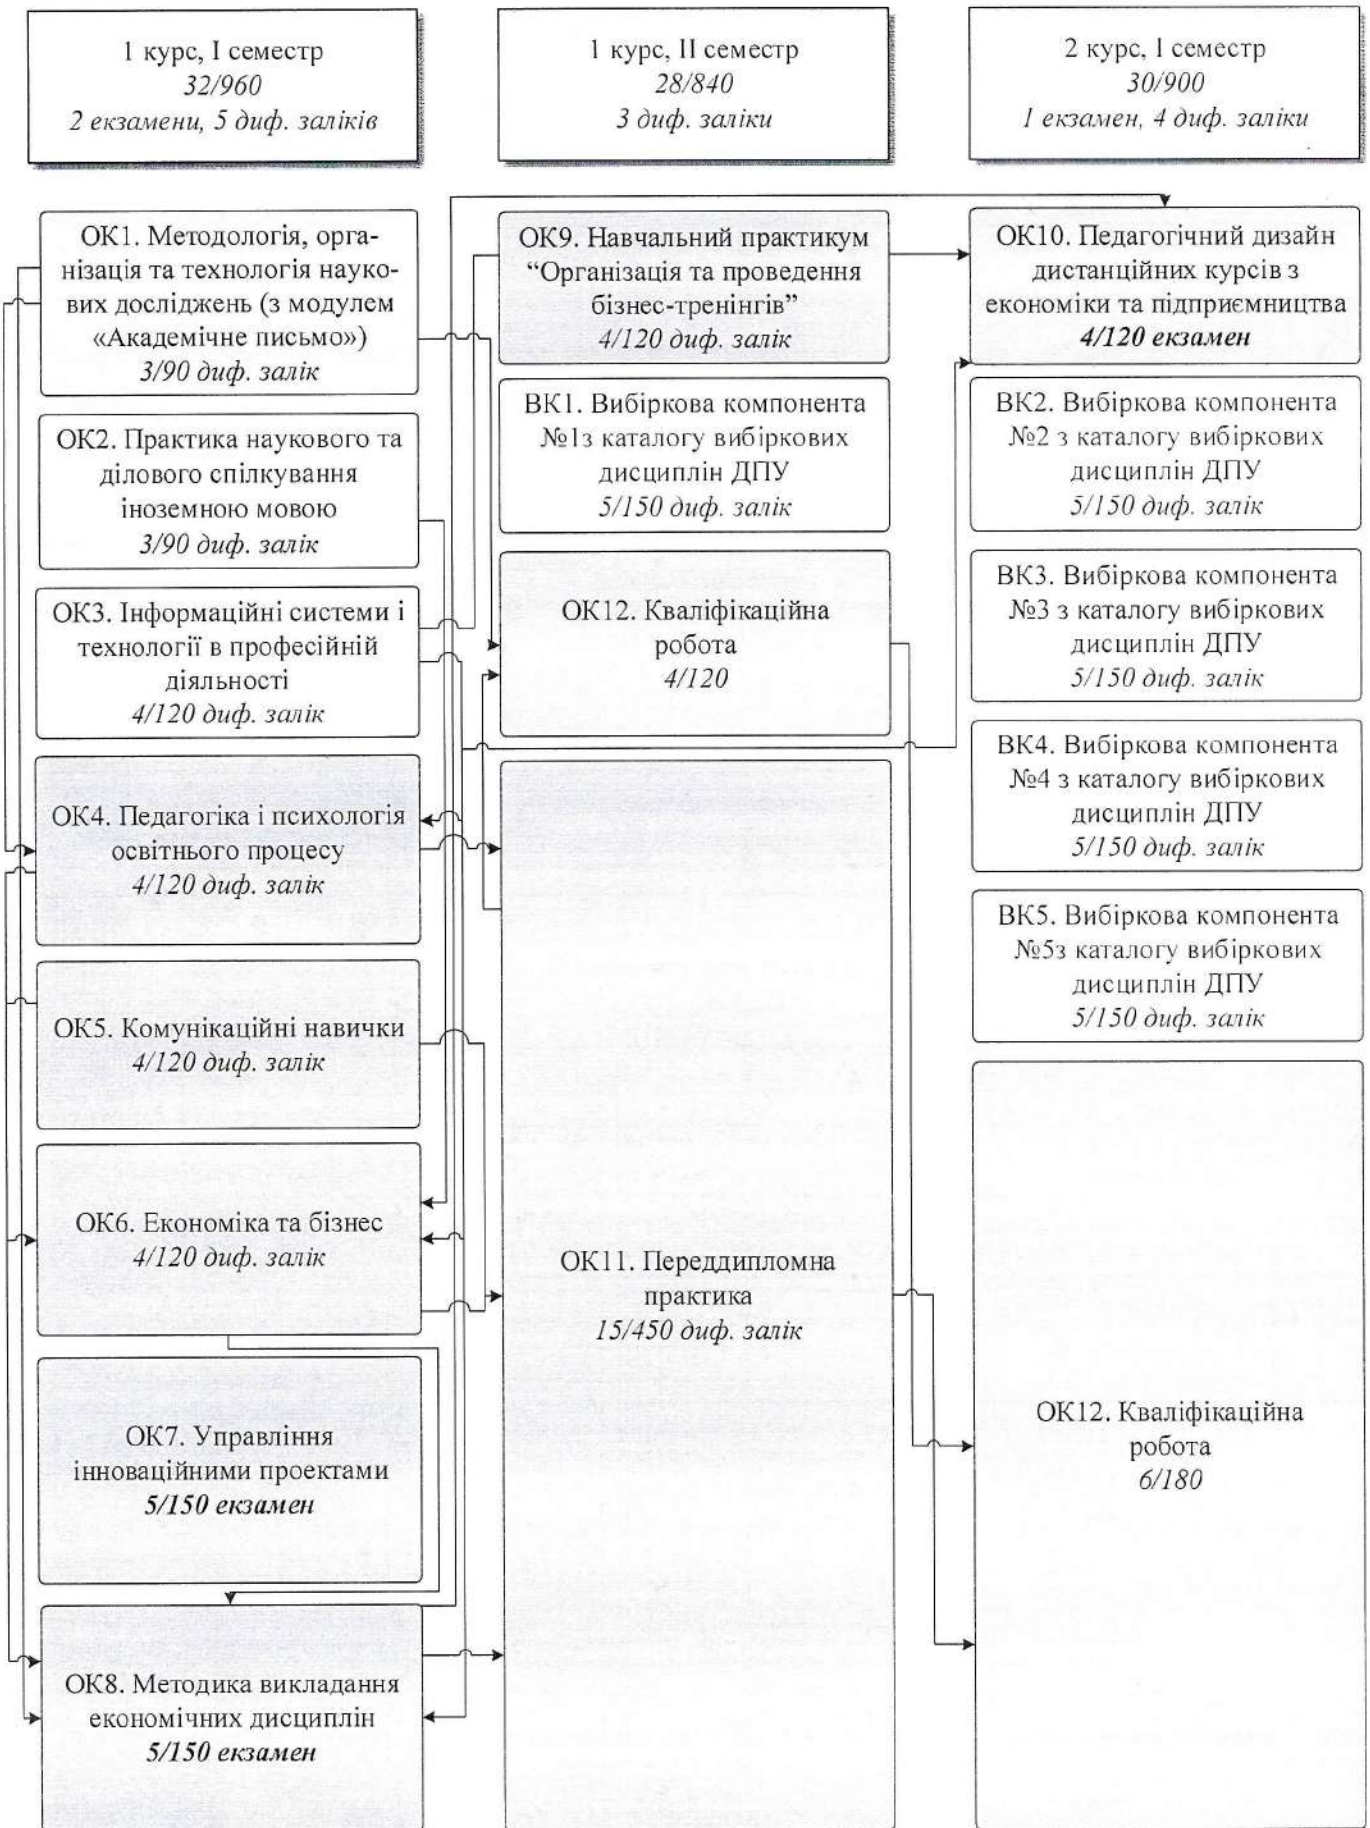 1 курс, І семестр
32/960
2 екзамени, 5 диф. заліків
1 курс, ІІ семестр
28/840
3 диф. заліки
2 курс, І семестр
30/900
1 екзамен, 4 диф. заліки
ОК1. Методологія, орга-
нізація та технологія науко-
вих досліджень (з модулем
«Академічне письмо»)
3/90 диф. залік
ОК2. Практика наукового та
ділового спілкування
іноземною мовою
3/90 диф. залік
ОК3. Інформаційні системи і
технології в професійній
діяльності
4/120 диф. залік
ОК4. Педагогіка і психологія
освітнього процесу
4/120 диф. залік
ОК5. Комунікаційні навички
4/120 диф. залік
ОК6. Економіка та бізнес
4/120 диф. залік
ОК7. Управління
інноваційними проектами
5/150 екзамен
ОК8. Методика викладання
економічних дисциплін
5/150 екзамен
ОК9. Навчальний практикум
“Організація та проведення
бізнес-тренінгів”
4/120 диф. залік
ВК1. Вибіркова компонента
№1з каталогу вибіркових
дисциплін ДПУ
5/150 диф. залік
ОК12. Кваліфікаційна
робота
4/120
ОК11. Переддипломна
практика
15/450 диф. залік
ОК10. Педагогічний дизайн
дистанційних курсів з
економіки та підприємництва
4/120 екзамен
ВК2. Вибіркова компонента
№2 з каталогу вибіркових
дисциплін ДПУ
5/150 диф. залік
ВК3. Вибіркова компонента
№3 з каталогу вибіркових
дисциплін ДПУ
5/150 диф. залік
ВК4. Вибіркова компонента
№4 з каталогу вибіркових
дисциплін ДПУ
5/150 диф. залік
ВК5. Вибіркова компонента
№5з каталогу вибіркових
дисциплін ДПУ
5/150 диф. залік
ОК12. Кваліфікаційна
робота
6/180